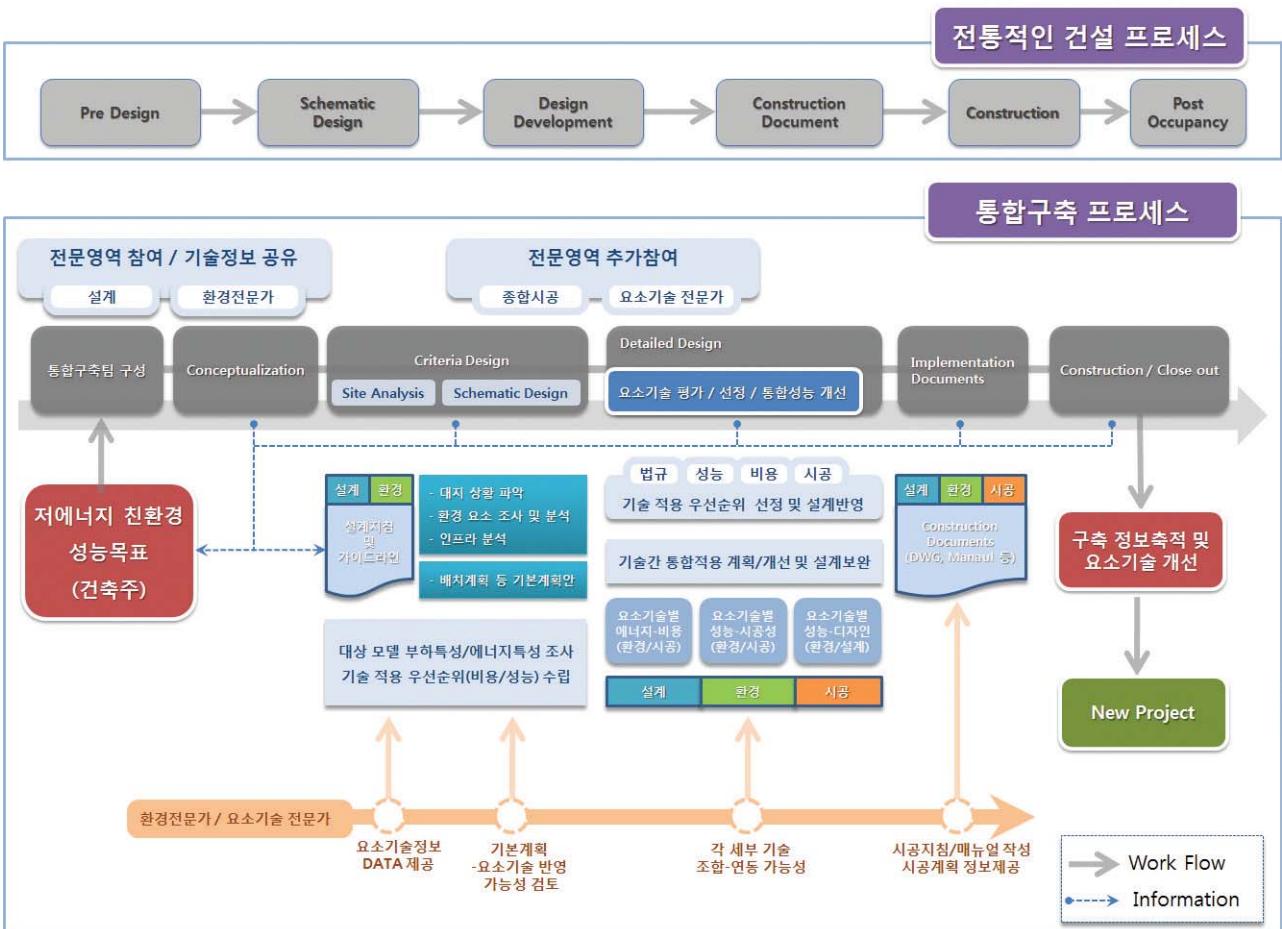 전통적인 건설 프로세스
Pre Design
Schematic
Design
Design
Development
Construction
Document
Construction
Post
Occupancy
통합구축 프로세스
전문영역 참여 / 기술정보 공유
설계
환경전문가
전문영역 추가참여
종합시공
요소기술 전문가
통합구축팀 구성
Conceptualization
Criteria Design
Site Analysis
Schematic Design
Detailed Design
요소기술 평가 / 선정 / 통합성능 개선
Implementation
Documents
Construction / Close out
저에너지 친환경
성능목표
(건축주)
설계
환경
설계지침
및
가이드라인
- 대지 상황 파악
- 환경 요소 조사 및 분석
- 인프라 분석
- 배치계획 등 기본계획안
대상 모델 부하특성/에너지특성 조사
기술 적용 우선순위(비용/성능) 수립
법규
성능
비용
시공
기술 적용 우선순위 선정 및 설계반영
기술간 통합적용 계획/개선 및 설계보완
요소기술별
에너지-비용
(환경/시공)
요소기술별
성능-시공성
(환경/시공)
요소기술별
성능-디자인
(환경/설계)
설계
환경
시공
설계
환경
시공
Construction
Documents
(DWG, Manaul 등)
구축 정보축적 및
요소기술 개선
New Project
환경전문가 / 요소기술 전문가
요소기술정보
DATA 제공
기본계획
-요소기술 반영
가능성 검토
각 세부 기술
조합-연동 가능성
시공지침/매뉴얼 작성
시공계획 정보제공
Work Flow
Information